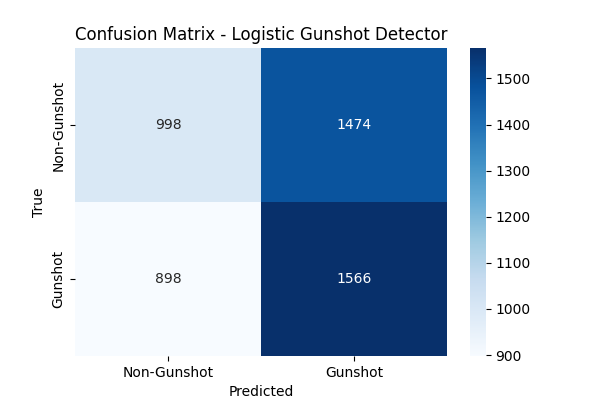 Confusion Matrix - Logistic Gunshot Detector
True
Non-Gunshot
998
1474
Gunshot
898
1566
Non-Gunshot
Gunshot
Predicted
1500
1400
1300
1200
1100
1000
900